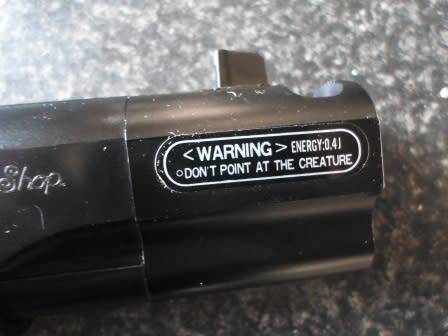 Shop.
<WARNING> ENERGY:0.4J
○DON'T POINT AT THE CREATURE